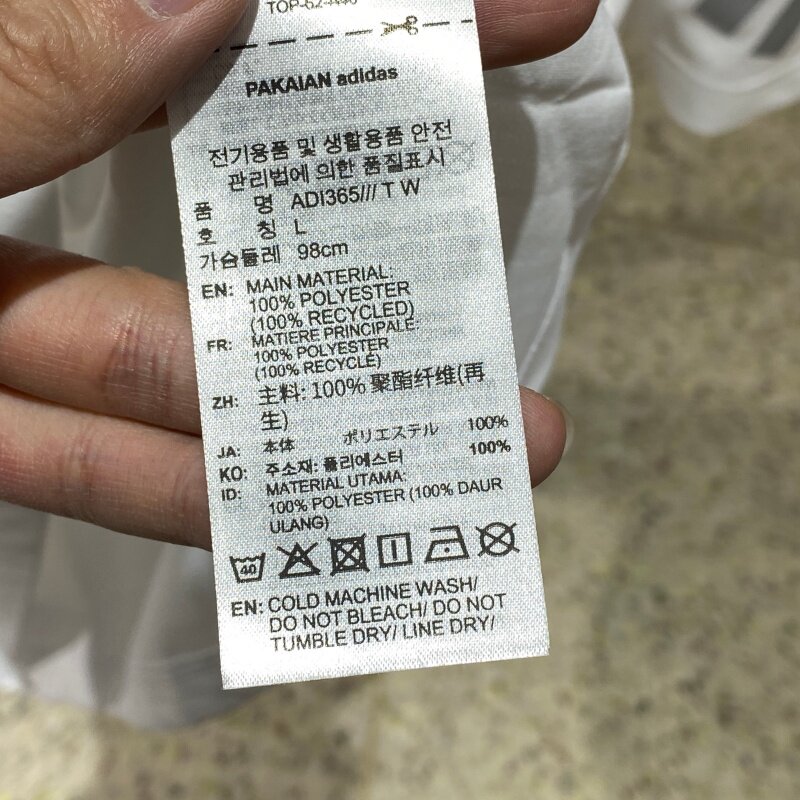 PAKAIAN adidas
전기용품 및 생활용품 안전
관리법에 의한 품질표시
품 명 ADI365/// T W
호 칭 L
가슴둘레 98cm
EN: MAIN MATERIAL:
100% POLYESTER
(100% RECYCLED)
FR: MATIERE PRINCIPALE:
100% POLYESTER
(100% RECYCLÉ)
ZH: 主料: 100% 聚酯纤维(再
生)
JA: 本体 ポリエステル 100%
KO: 주소재: 폴리에스터 100%
ID: MATERIAL UTAMA:
100% POLYESTER (100% DAUR
ULANG)
40
EN: COLD MACHINE WASH/
DO NOT BLEACH/ DO NOT
TUMBLE DRY/ LINE DRY/